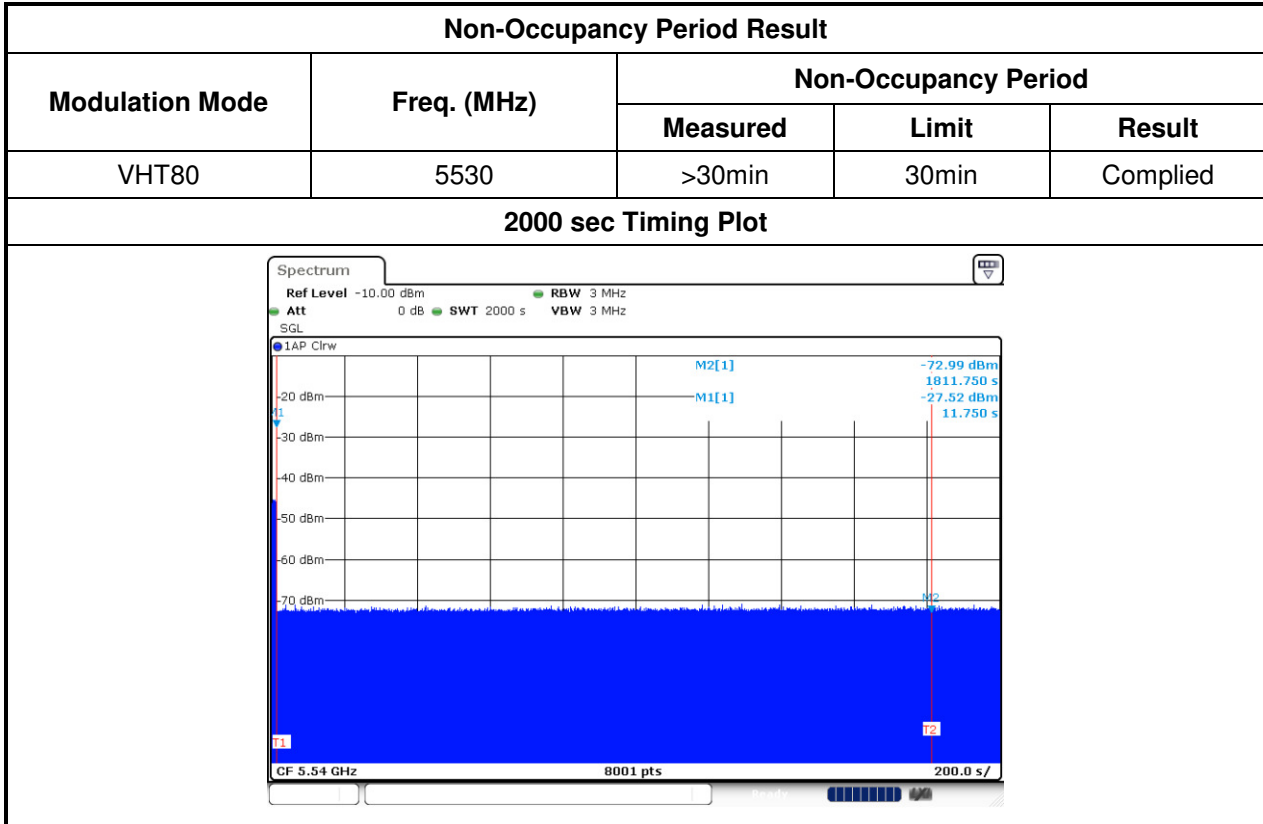 Non-Occupancy Period Result
Modulation Mode
Freq. (MHz)
Non-Occupancy Period
Measured
Limit
Result
VHT80
5530
>30min
30min
Complied
2000 sec Timing Plot
Spectrum
Ref Level -10.00 dBm RBW 3 MHz
Att 0 dB SWT 2000 s VBW 3 MHz
SGL
1AP Clrw
M2[1] -72.99 dBm
1811.750 s
M1[1] -27.52 dBm
11.750 s
-20 dBm
M1
-30 dBm
-40 dBm
-50 dBm
-60 dBm
-70 dBm
M2
T1
T2
CF 5.54 GHz 8001 pts 200.0 s/
Ready